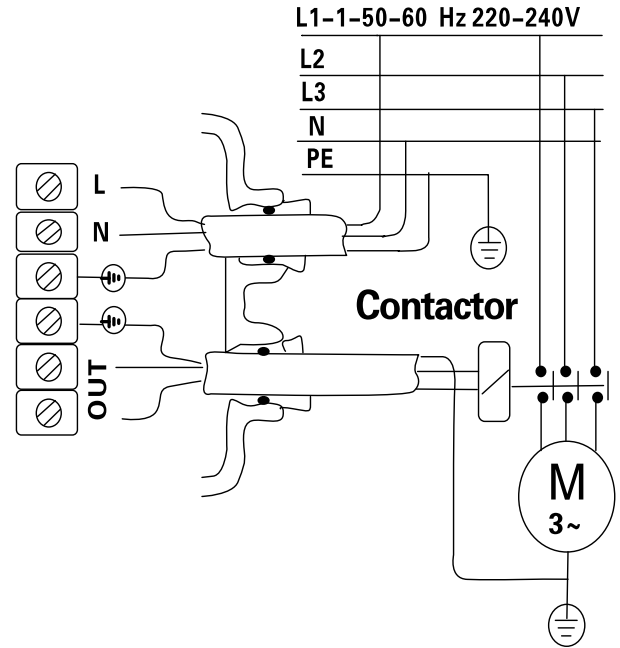 L1-1-50-60 Hz 220-240V
L2
L3
N
PE
L
N
OUT
Contactor
M
3~